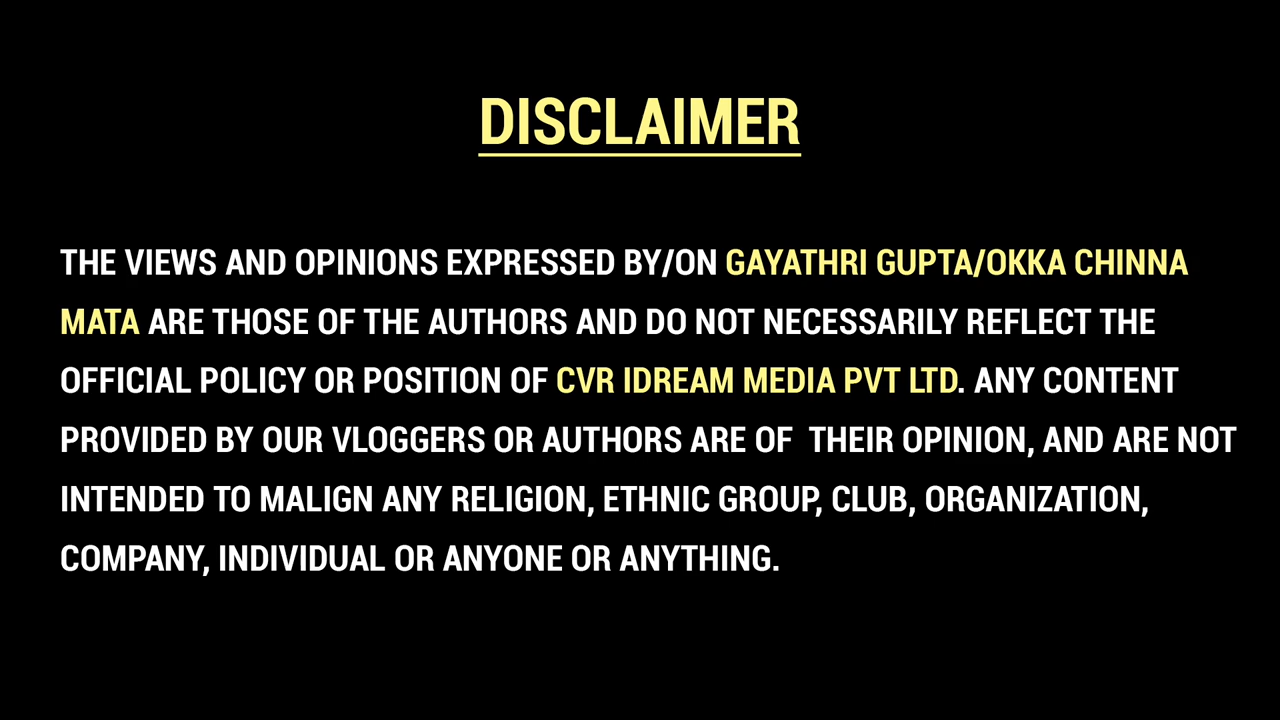 DISCLAIMER
THE VIEWS AND OPINIONS EXPRESSED BY/ON GAYATHRI GUPTA/OKKA CHINNA
MATA ARE THOSE OF THE AUTHORS AND DO NOT NECESSARILY REFLECT THE
OFFICIAL POLICY OR POSITION OF CVR IDREAM MEDIA PVT LTD. ANY CONTENT
PROVIDED BY OUR VLOGGERS OR AUTHORS ARE OF  THEIR OPINION, AND ARE NOT
INTENDED TO MALIGN ANY RELIGION, ETHNIC GROUP, CLUB, ORGANIZATION,
COMPANY, INDIVIDUAL OR ANYONE OR ANYTHING.